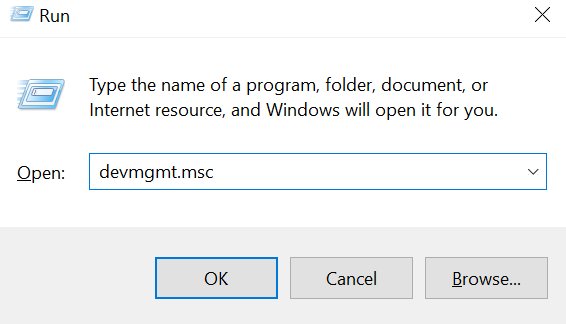 Run
Type the name of a program, folder, document, or
Internet resource, and Windows will open it for you.
Open: devmgmt.msc
OK Cancel Browse...